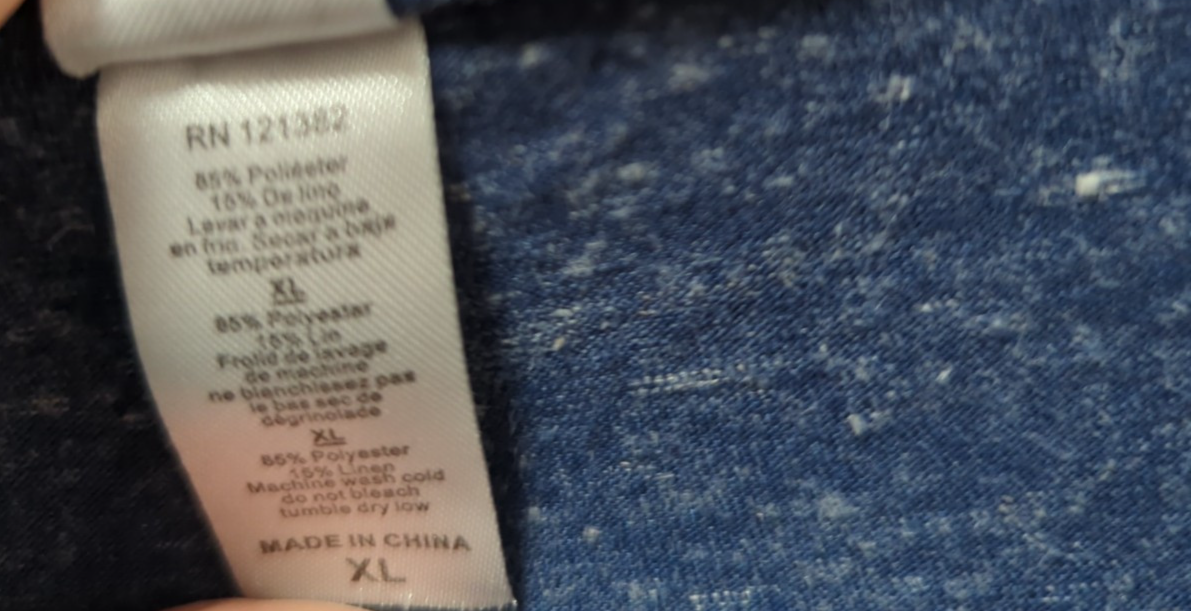 RN 121382
85% Poliéster
15% De lino
Levar a maquina
en frio. Secar a baja
temperatura
XL
85% Polyester
15% Lin
Froid de lavage
de machine
ne blanchissez pas
le bas sec de
dégringolade
XL
85% Polyester
15% Linen
Machine wash cold
do not bleach
tumble dry low
MADE IN CHINA
XL